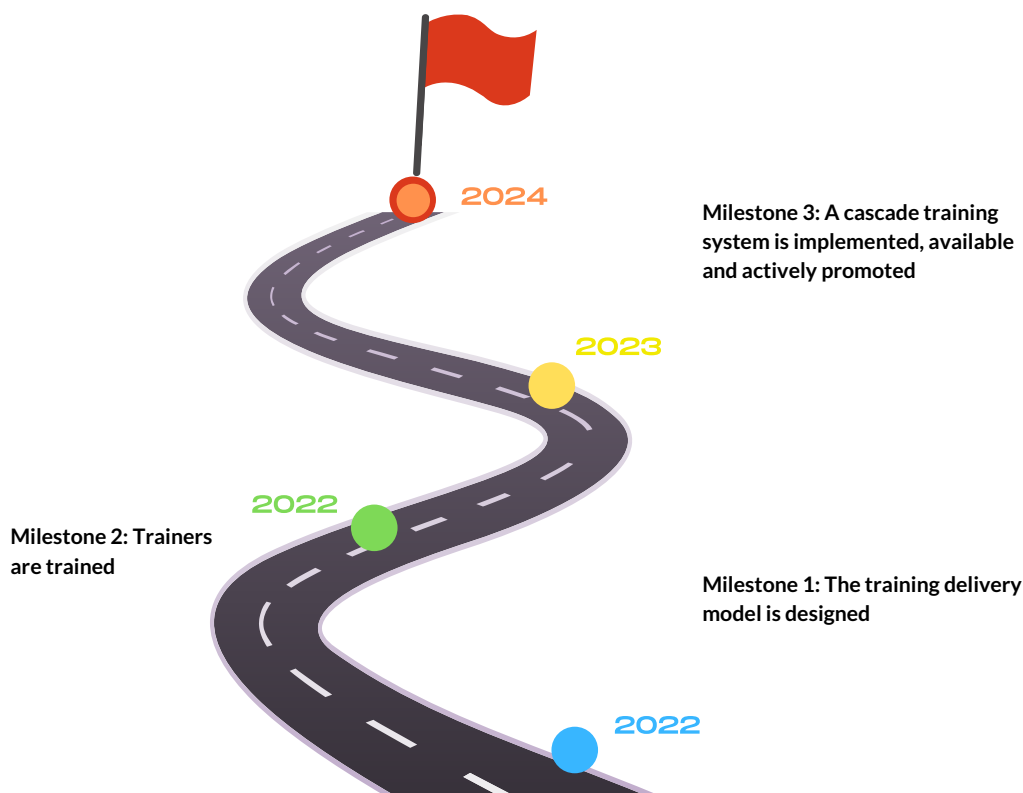 2024
Milestone 3: A cascade training
system is implemented, available
and actively promoted
2023
2022
Milestone 2: Trainers
are trained
Milestone 1: The training delivery
model is designed
2022